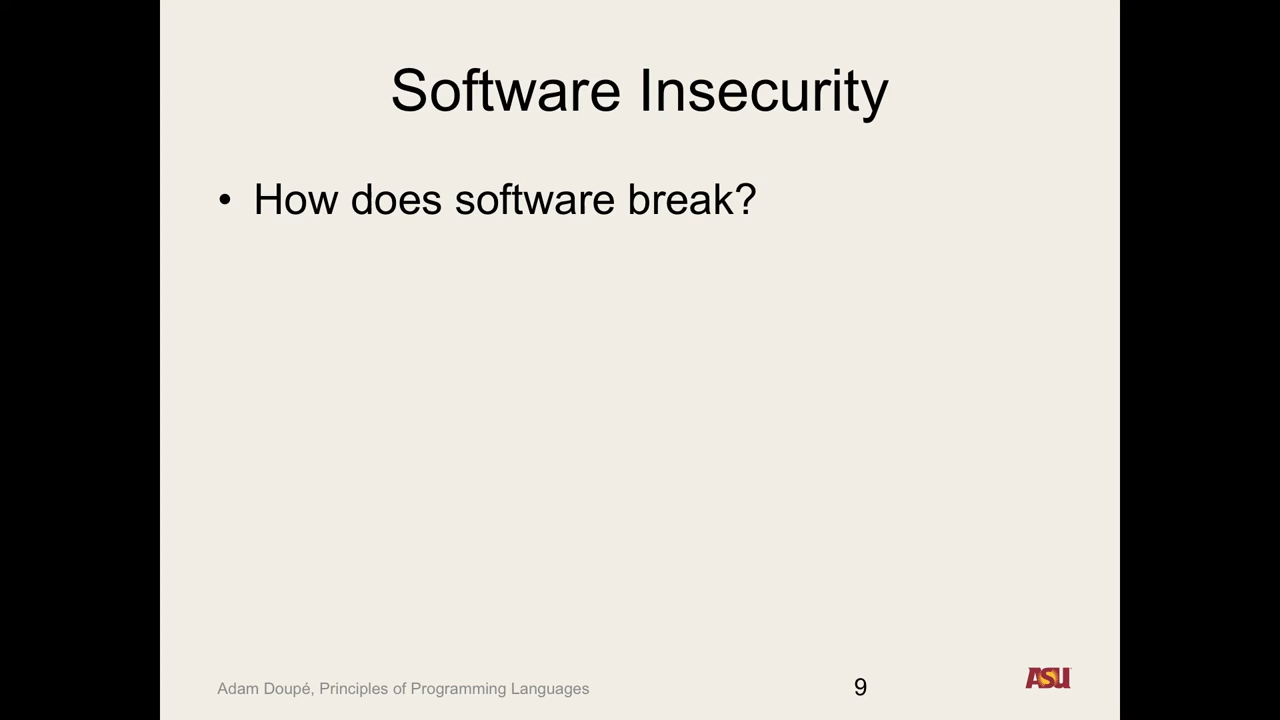 Software Insecurity
• How does software break?
Adam Doupé, Principles of Programming Languages
9
ASU